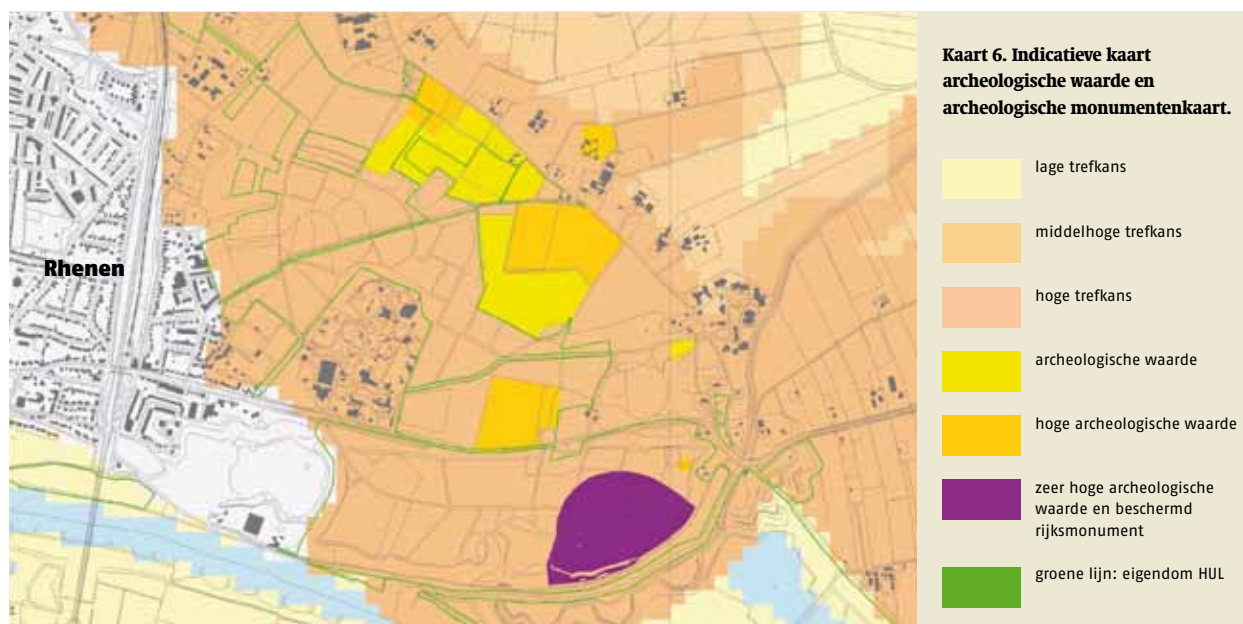 Rhenen
Kaart 6. Indicatieve kaart
archeologische waarde en
archeologische monumentenkaart.
lage trefkans
middelhoge trefkans
hoge trefkans
archeologische waarde
hoge archeologische waarde
zeer hoge archeologische
waarde en beschermd
rijksmonument
groene lijn: eigendom HUL